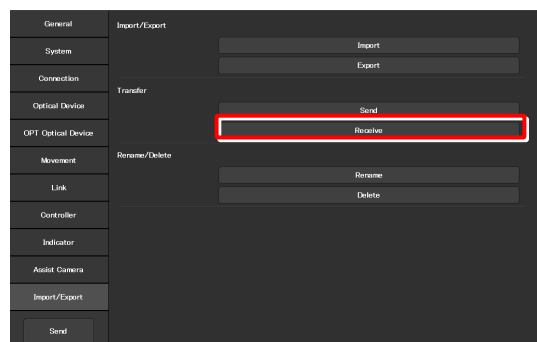 General
System
Connection
Optical Device
OPT Optical Device
Movement
Link
Controller
Indicator
Assist Camera
Import/Export
Send
Import/Export
Import
Export
Transfer
Send
Receive
Rename/Delete
Rename
Delete